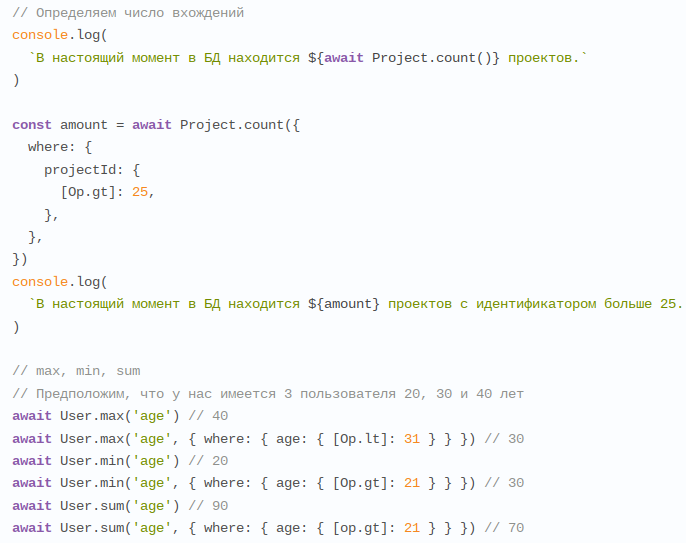 // Определяем число вхождений
console.log(
  `В настоящий момент в БД находится ${await Project.count()} проектов.`
)

const amount = await Project.count({
  where: {
    projectId: {
      [Op.gt]: 25,
    },
  },
})
console.log(
  `В настоящий момент в БД находится ${amount} проектов с идентификатором больше 25.
)

// max, min, sum
// Предположим, что у нас имеется 3 пользователя 20, 30 и 40 лет
await User.max('age') // 40
await User.max('age', { where: { age: { [Op.lt]: 31 } } }) // 30
await User.min('age') // 20
await User.min('age', { where: { age: { [Op.gt]: 21 } } }) // 30
await User.sum('age') // 90
await User.sum('age', { where: { age: { [op.gt]: 21 } } }) // 70